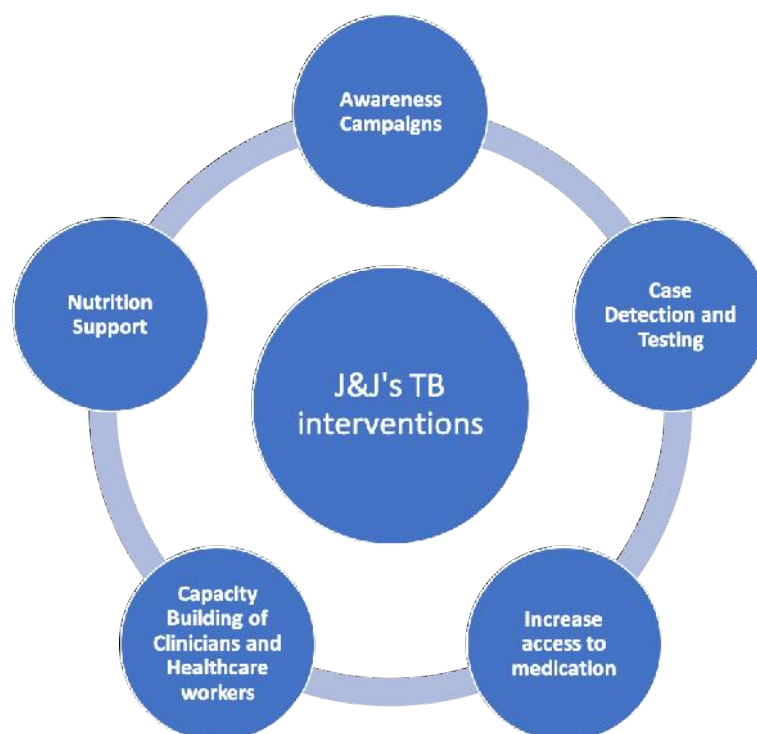 Awareness
Campaigns
Case
Detection and
Testing
Increase
access to
medication
Capacity
Building of
Clinicians and
Healthcare
workers
Nutrition
Support
J&J's TB
interventions